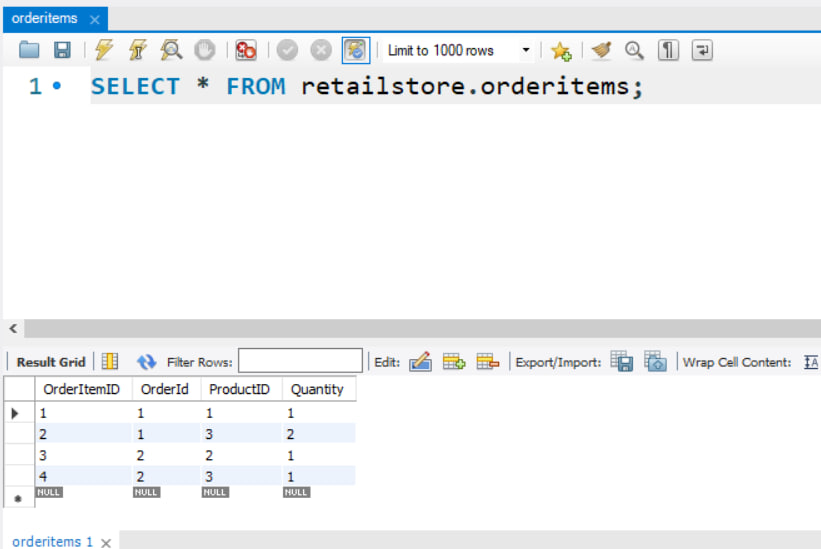 orderitems
Limit to 1000 rows
1 SELECT * FROM retailstore.orderitems;
Result Grid Filter Rows: Edit: Export/Import: Wrap Cell Content: IA
OrderItemID OrderId ProductID Quantity
1 1 1 1
2 1 3 2
3 2 2 1
4 2 3 1
NULL NULL NULL NULL
orderitems 1